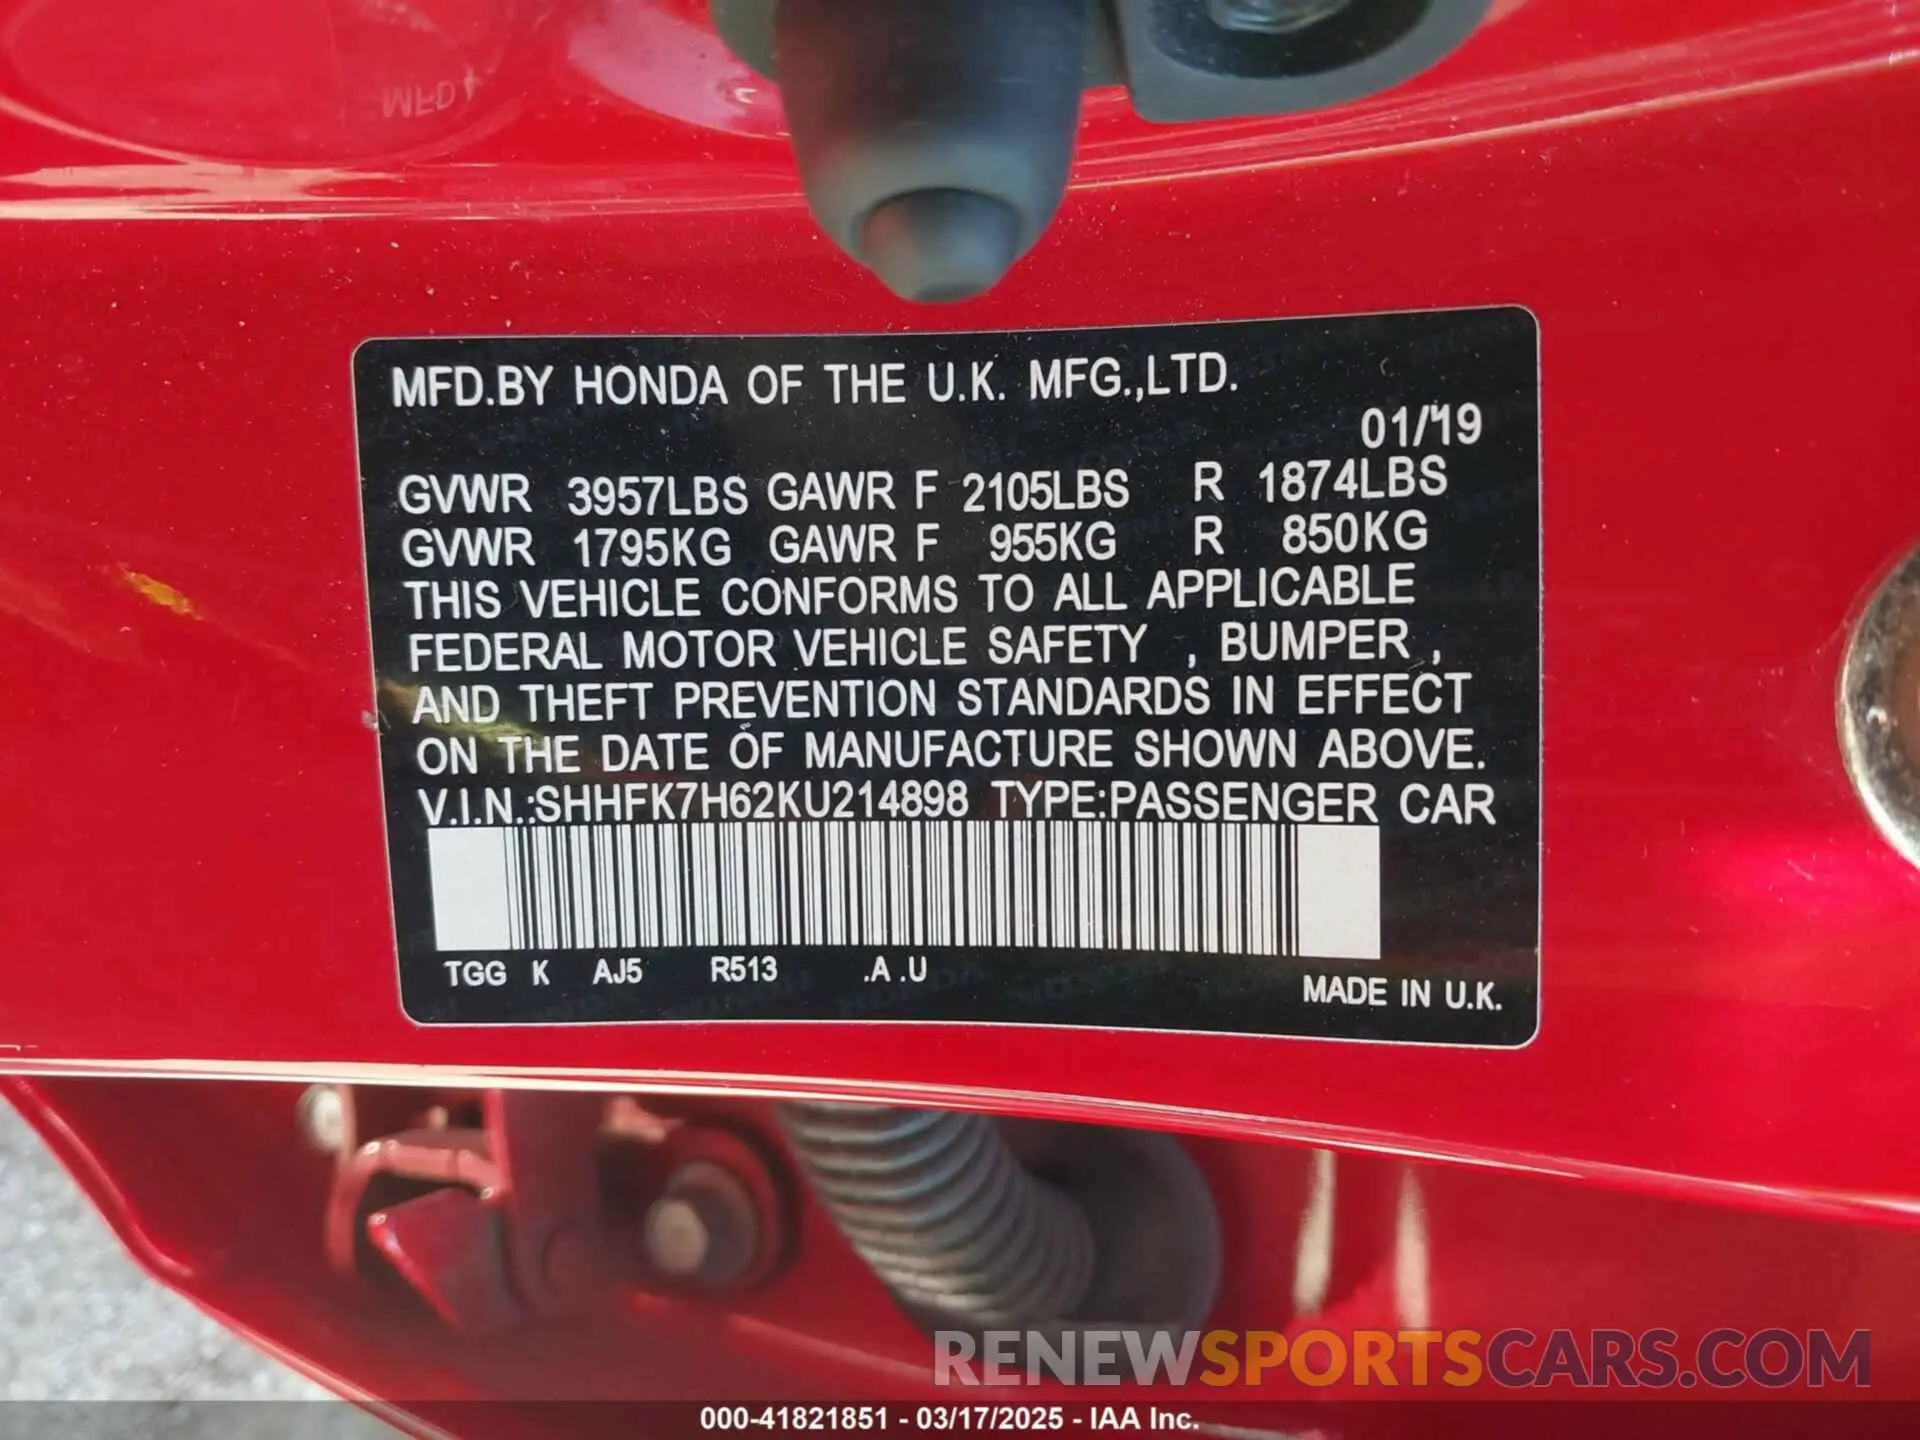 MFD
MFD.BY HONDA OF THE U.K. MFG.,LTD.
01/19
GVWR 3957LBS GAWR F 2105LBS R 1874LBS
GVWR 1795KG GAWR F 955KG R 850KG
THIS VEHICLE CONFORMS TO ALL APPLICABLE
FEDERAL MOTOR VEHICLE SAFETY , BUMPER ,
AND THEFT PREVENTION STANDARDS IN EFFECT
ON THE DATE OF MANUFACTURE SHOWN ABOVE.
V.I.N.:SHHFK7H62KU214898 TYPE:PASSENGER CAR
TGG K AJ5 R513 .A .U
MADE IN U.K.
RENEWSPORTSCARS.COM
000-41821851 - 03/17/2025 - IAA Inc.